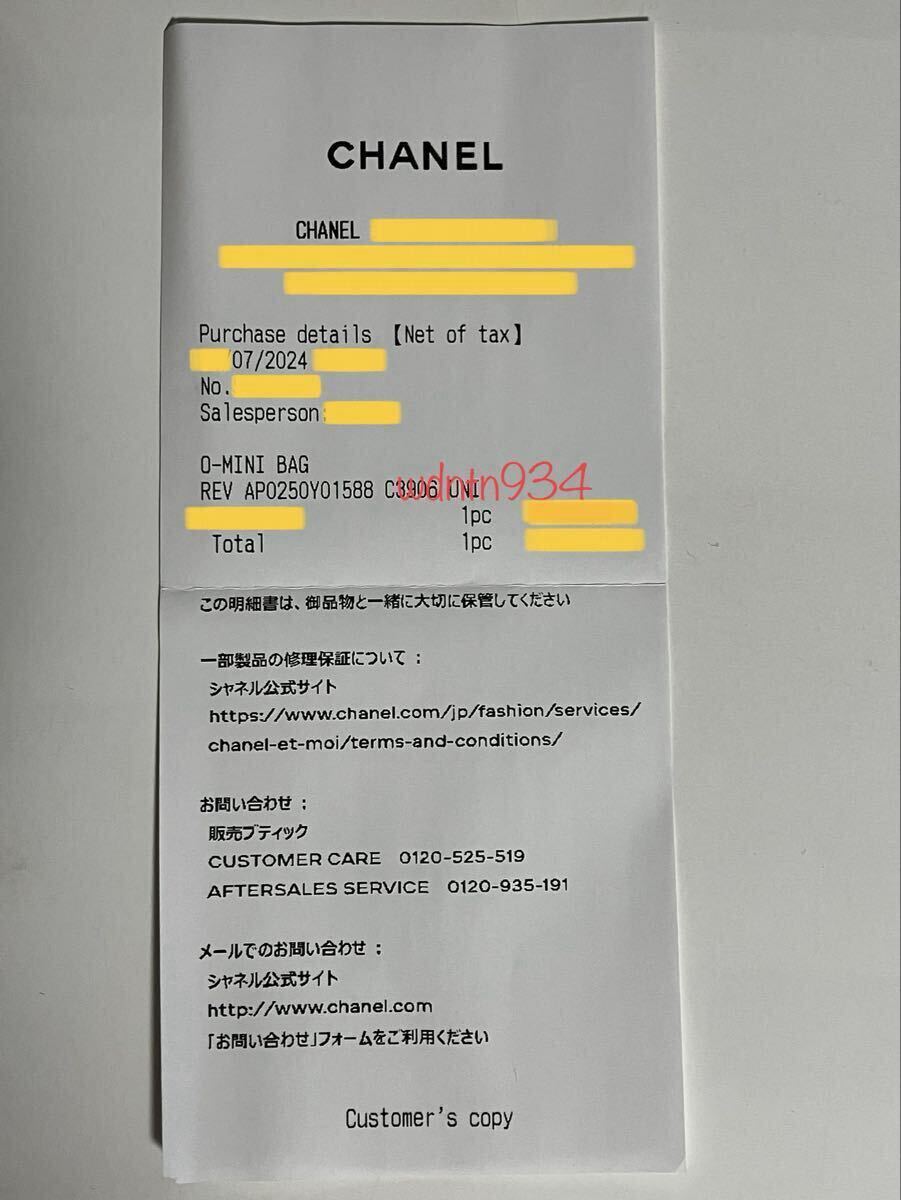 CHANEL
CHANEL
Purchase details 【Net of tax】
/07/2024
No.
Salesperson:
O-MINI BAG
REV AP0250Y01588 C3906 UNI
wdntn934
1pc
Total 1pc
この明細書は、御品物と一緒に大切に保管してください
一部製品の修理保証について：
シャネル公式サイト
https://www.chanel.com/jp/fashion/services/
chanel-et-moi/terms-and-conditions/
お問い合わせ：
販売ブティック
CUSTOMER CARE 0120-525-519
AFTERSALES SERVICE 0120-935-191
メールでのお問い合わせ：
シャネル公式サイト
http://www.chanel.com
「お問い合わせ」フォームをご利用ください
Customer's copy